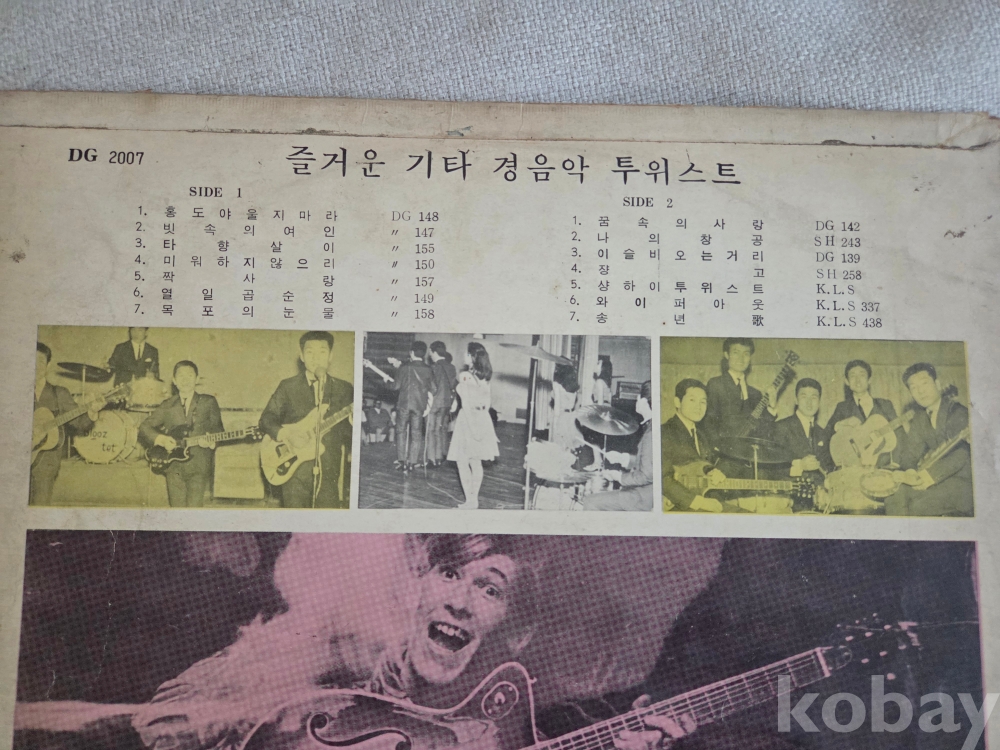 DG 2007
즐거운 기타 경음악 투위스트
SIDE 1
1. 홍도야울지마라 DG 148
2. 빗속의여인 〃 147
3. 타향살이 〃 155
4. 미워하지않으리 〃 150
5. 짝사랑 〃 157
6. 열일곱순정 〃 149
7. 목포의눈물 〃 158
SIDE 2
1. 꿈속의사랑 DG 142
2. 나의창공 SH 243
3. 이슬비오는거리 DG 139
4. 쟝고 SH 258
5. 샹하이투위스트 K.L.S
6. 와이퍼아웃 K.L.S 337
7. 송년歌 K.L.S 438
tet
kobay